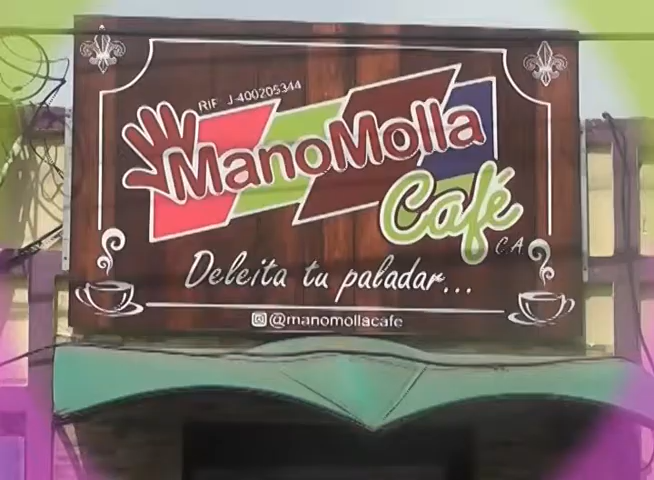 RIF: J-400205344
ManoMolla
Café
C.A
Deleita tu paladar...
@manomollacafe